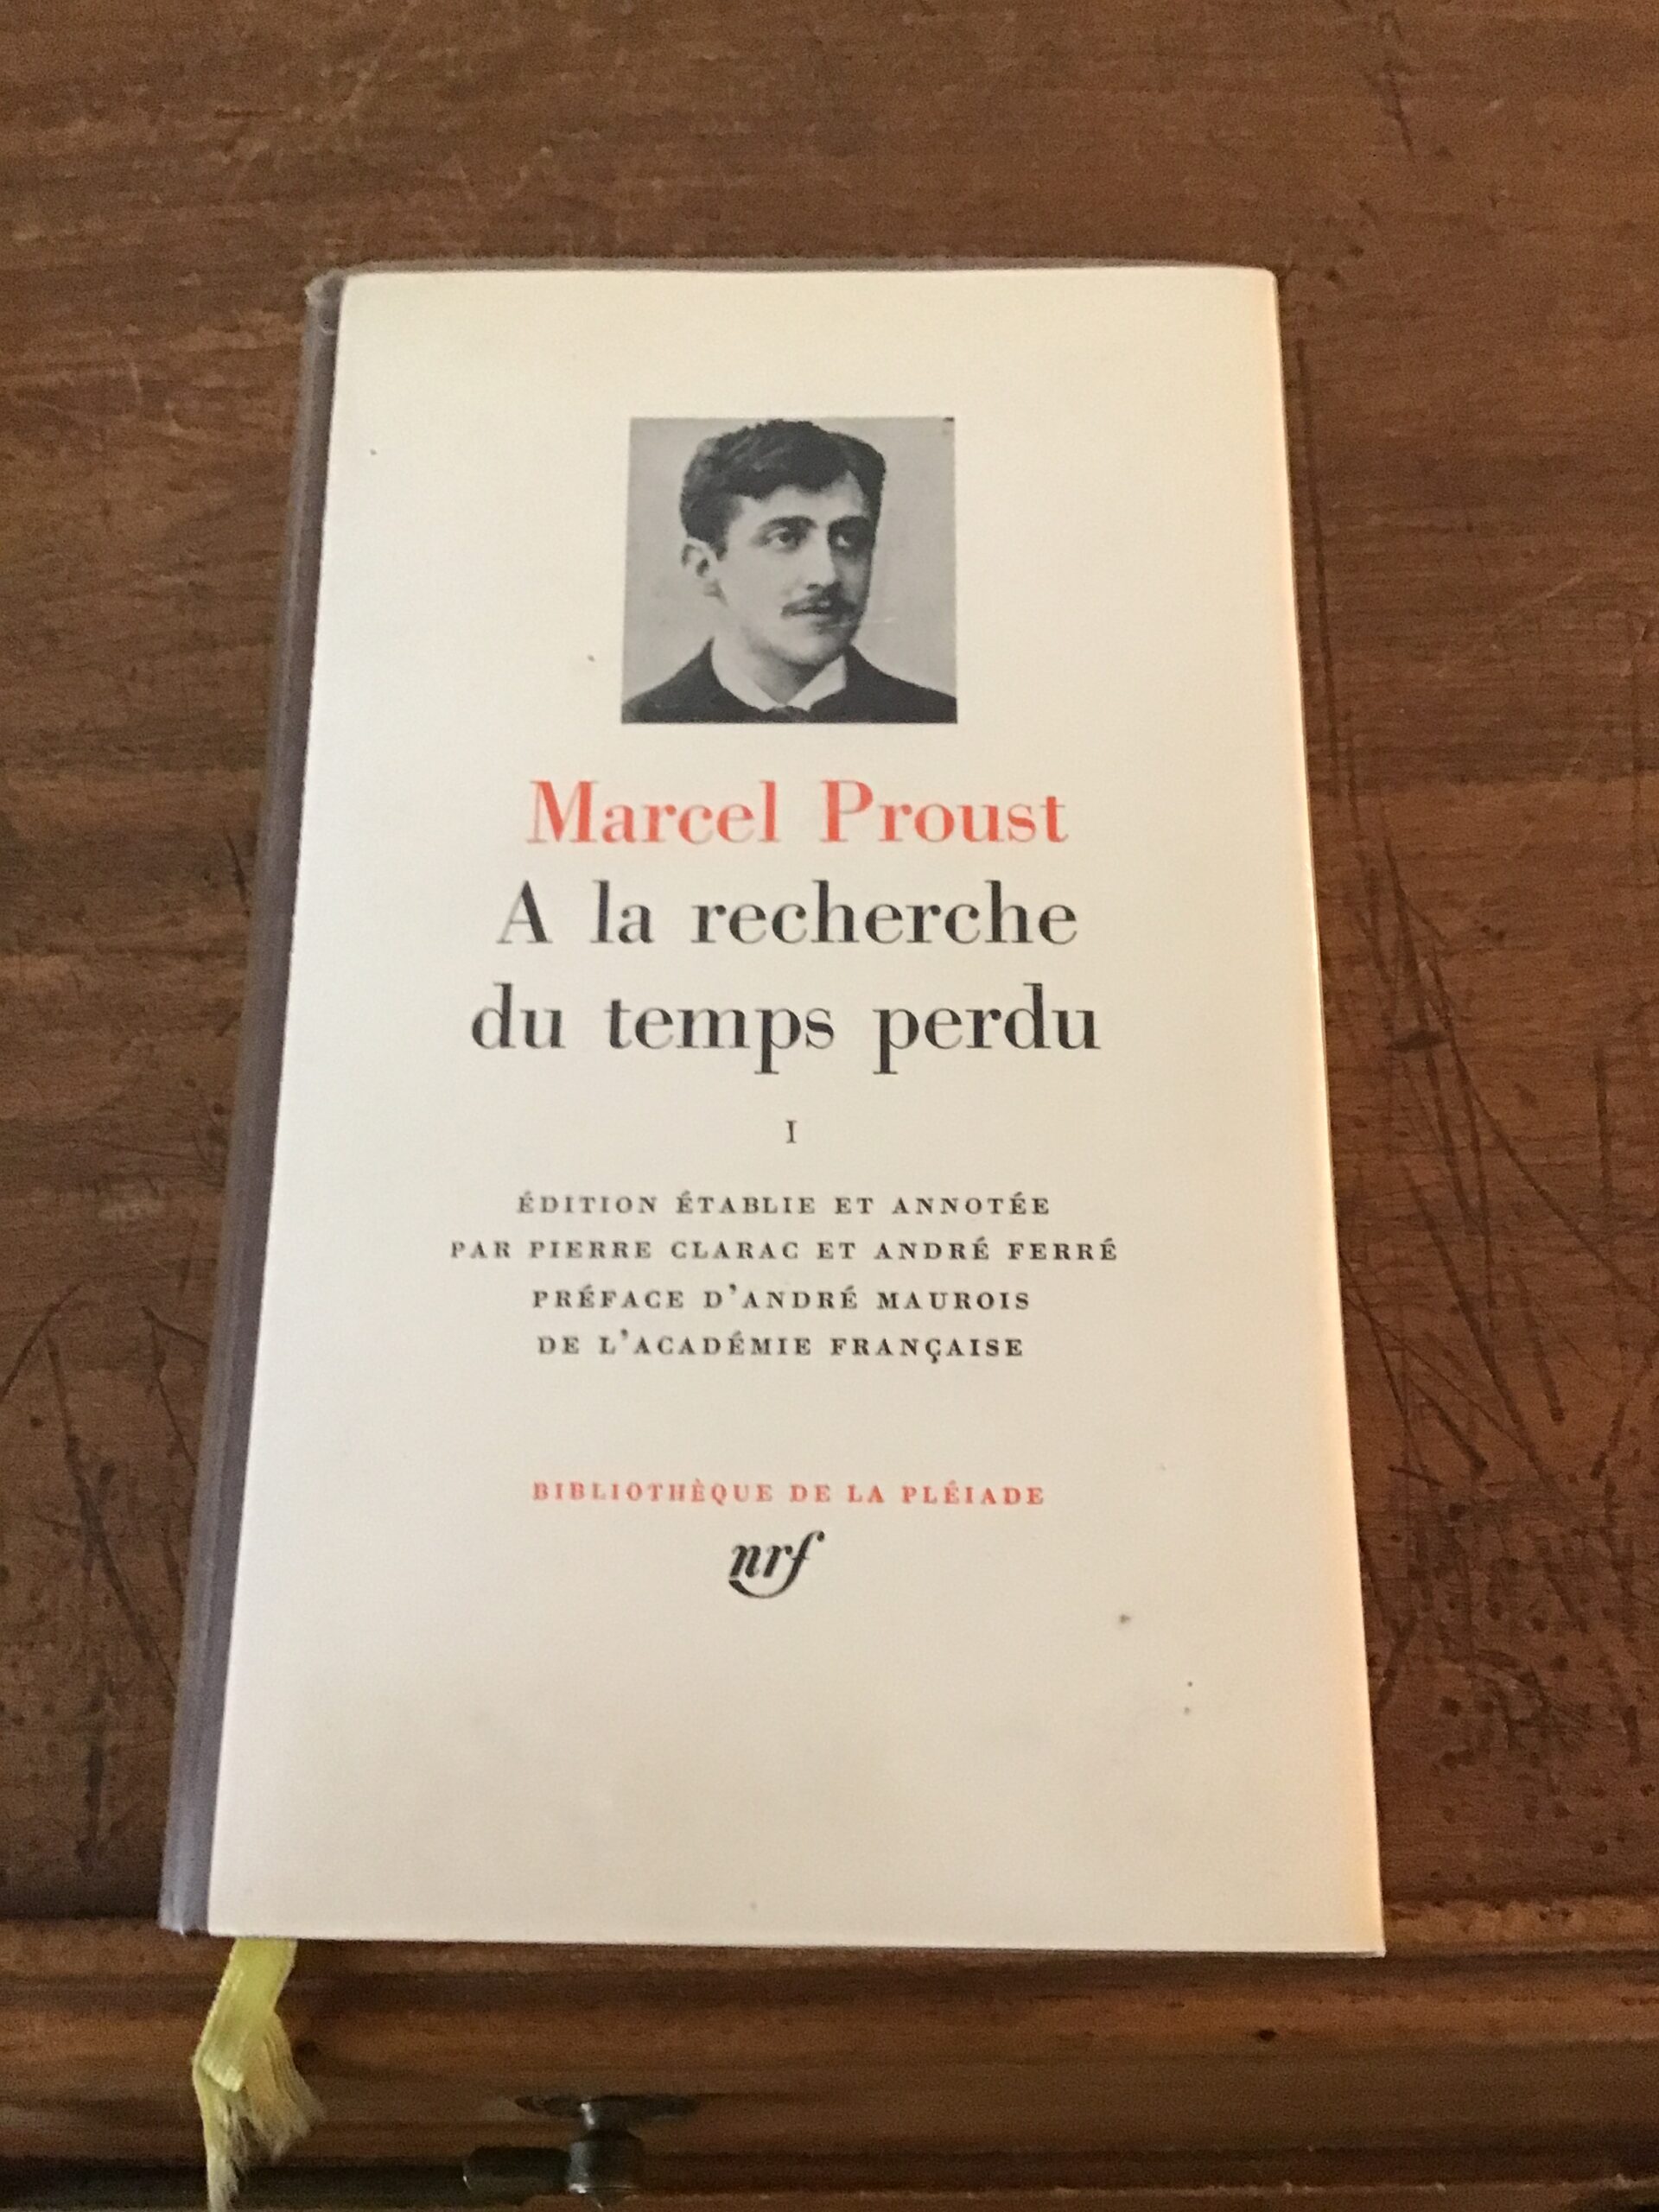 Marcel Proust
A la recherche
du temps perdu
I
ÉDITION ÉTABLIE ET ANNOTÉE
PAR PIERRE CLARAC ET ANDRÉ FERRÉ
PRÉFACE D'ANDRÉ MAUROIS
DE L'ACADÉMIE FRANÇAISE
BIBLIOTHÈQUE DE LA PLÉIADE
nrf